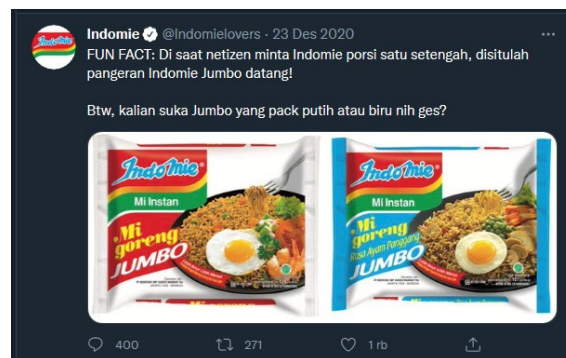 Indomie @Indomielovers · 23 Des 2020
FUN FACT: Di saat netizen minta Indomie porsi satu setengah, disitulah
pangeran Indomie Jumbo datang!
Btw, kalian suka Jumbo yang pack putih atau biru nih ges?
Indomie
Indomie
Mi Instan
Mi
goreng
JUMBO
Indomie
Mi Instan
Mi
goreng
Rasa Ayam Panggang
JUMBO
400
271
1 rb